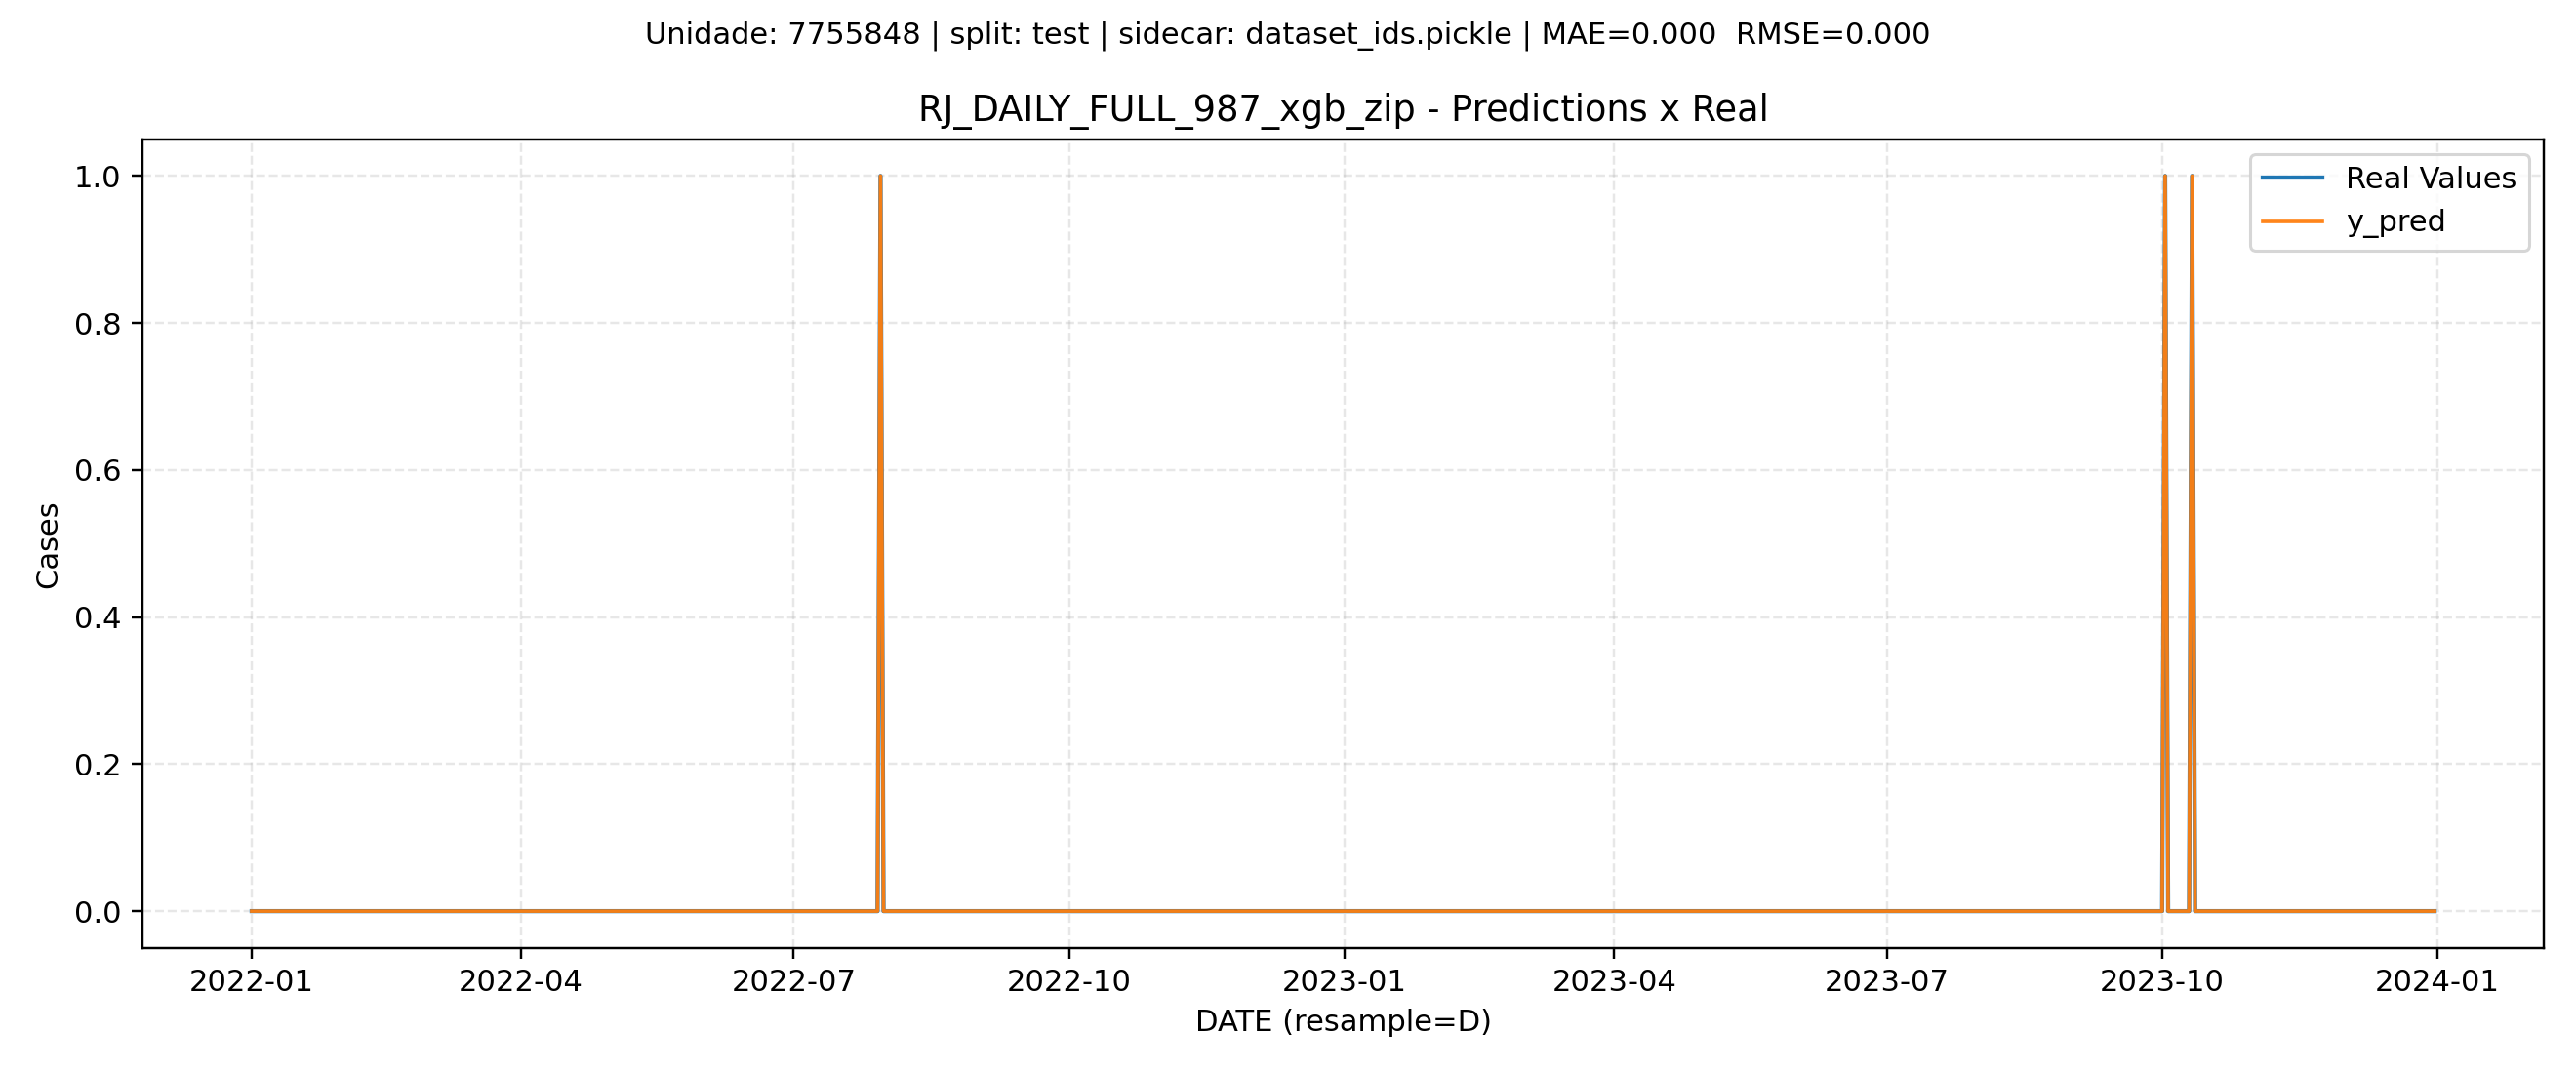 Unidade: 7755848 | split: test | sidecar: dataset_ids.pickle | MAE=0.000  RMSE=0.000
RJ_DAILY_FULL_987_xgb_zip - Predictions x Real
Real Values
y_pred
Cases
1.0
0.8
0.6
0.4
0.2
0.0
2022-01
2022-04
2022-07
2022-10
2023-01
2023-04
2023-07
2023-10
2024-01
DATE (resample=D)